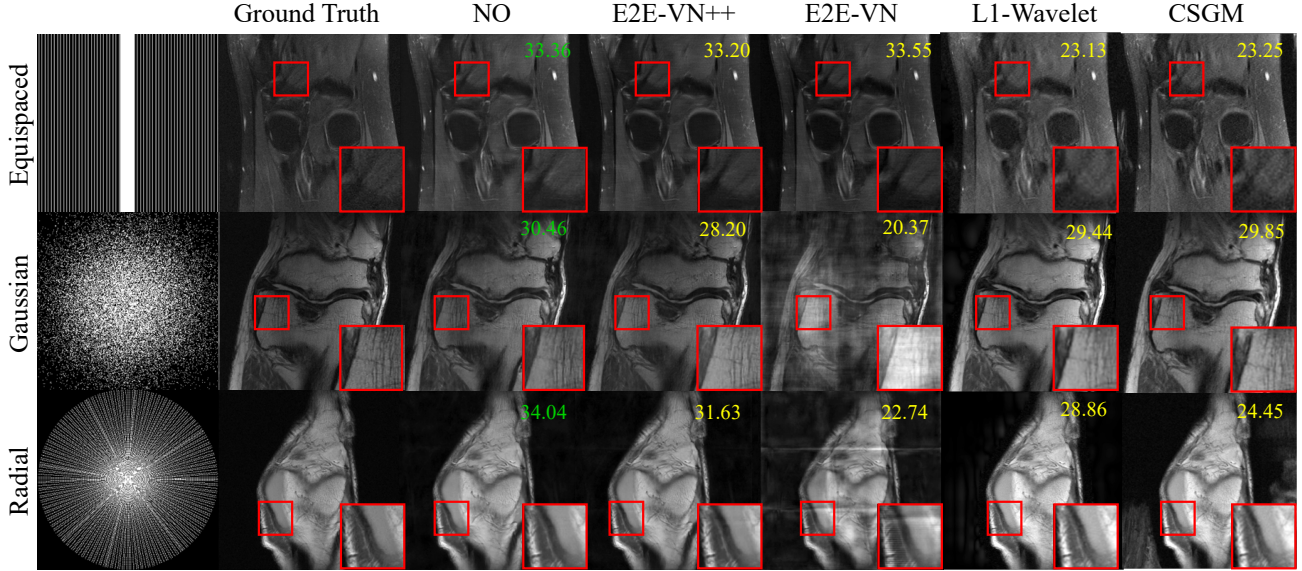 Ground Truth NO E2E-VN++ E2E-VN L1-Wavelet CSGM
Equispaced 33.36 33.20 33.55 23.13 23.25
Gaussian 30.46 28.20 20.37 29.44 29.85
Radial 34.04 31.63 22.74 28.86 24.45